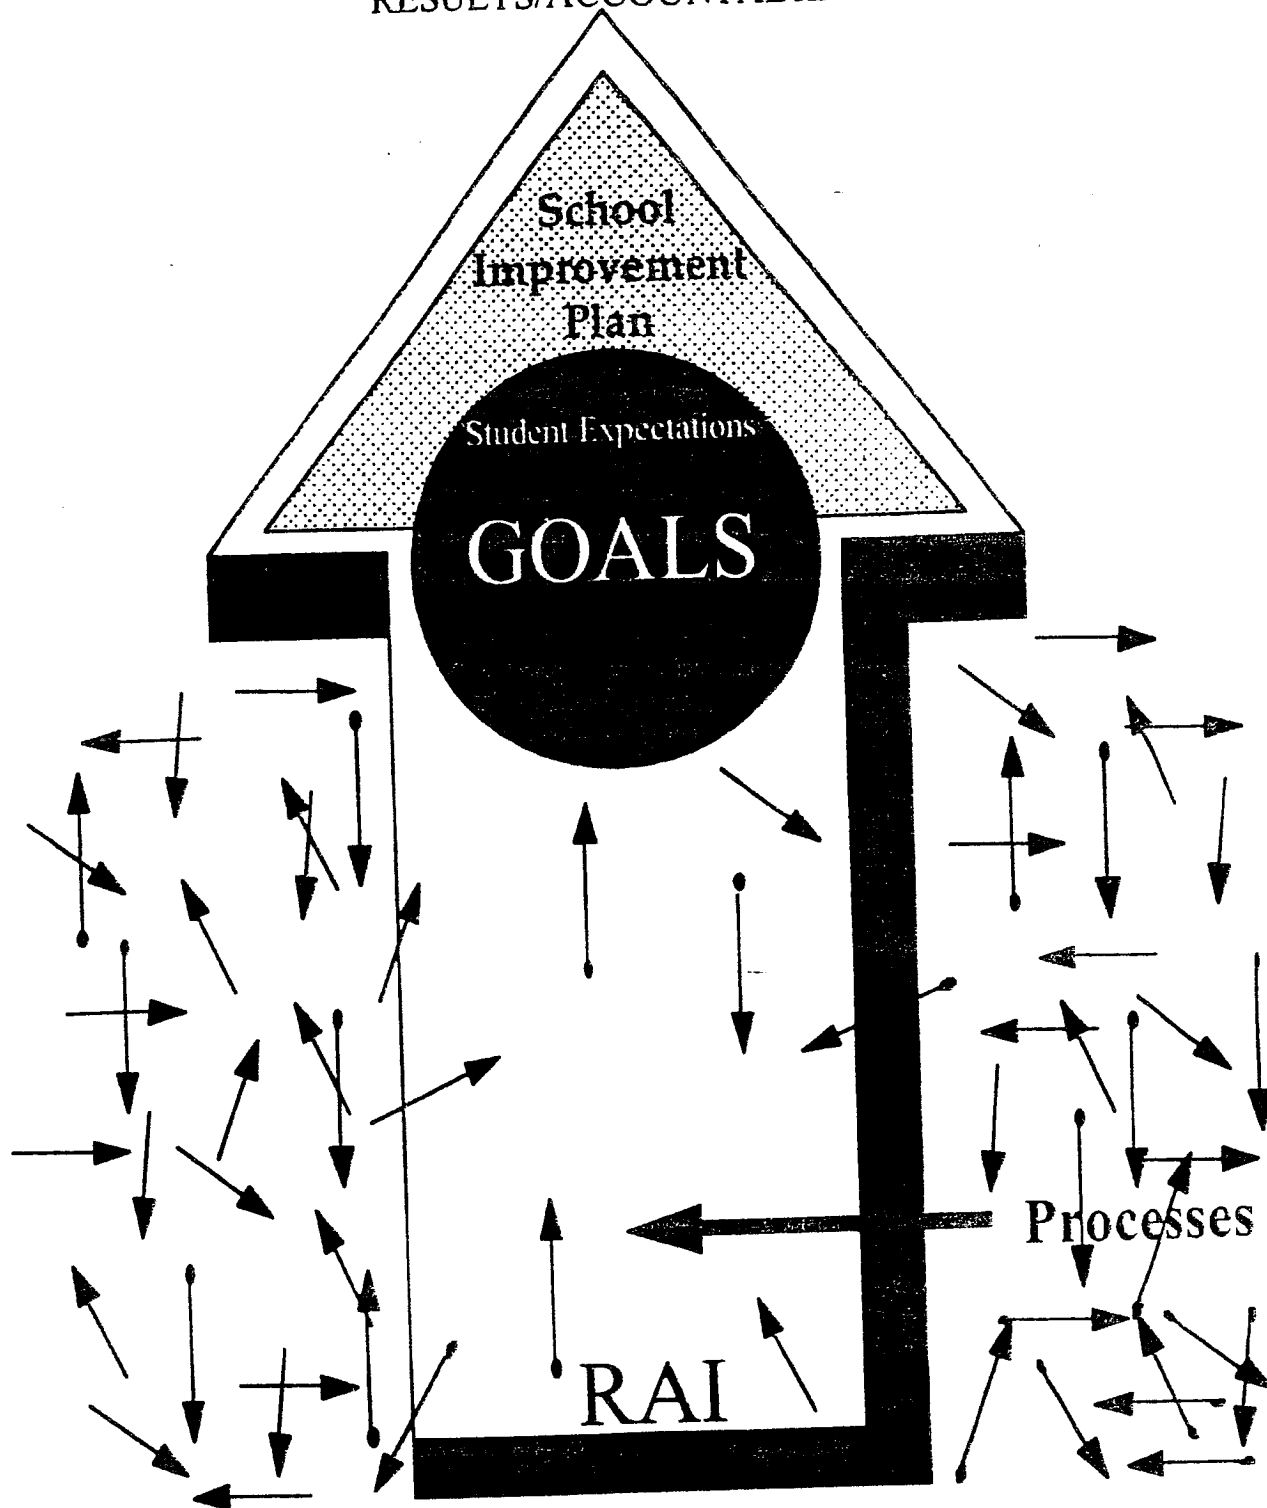 School
Improvement
Plan
Student Expectations
GOALS
Processes
RAI